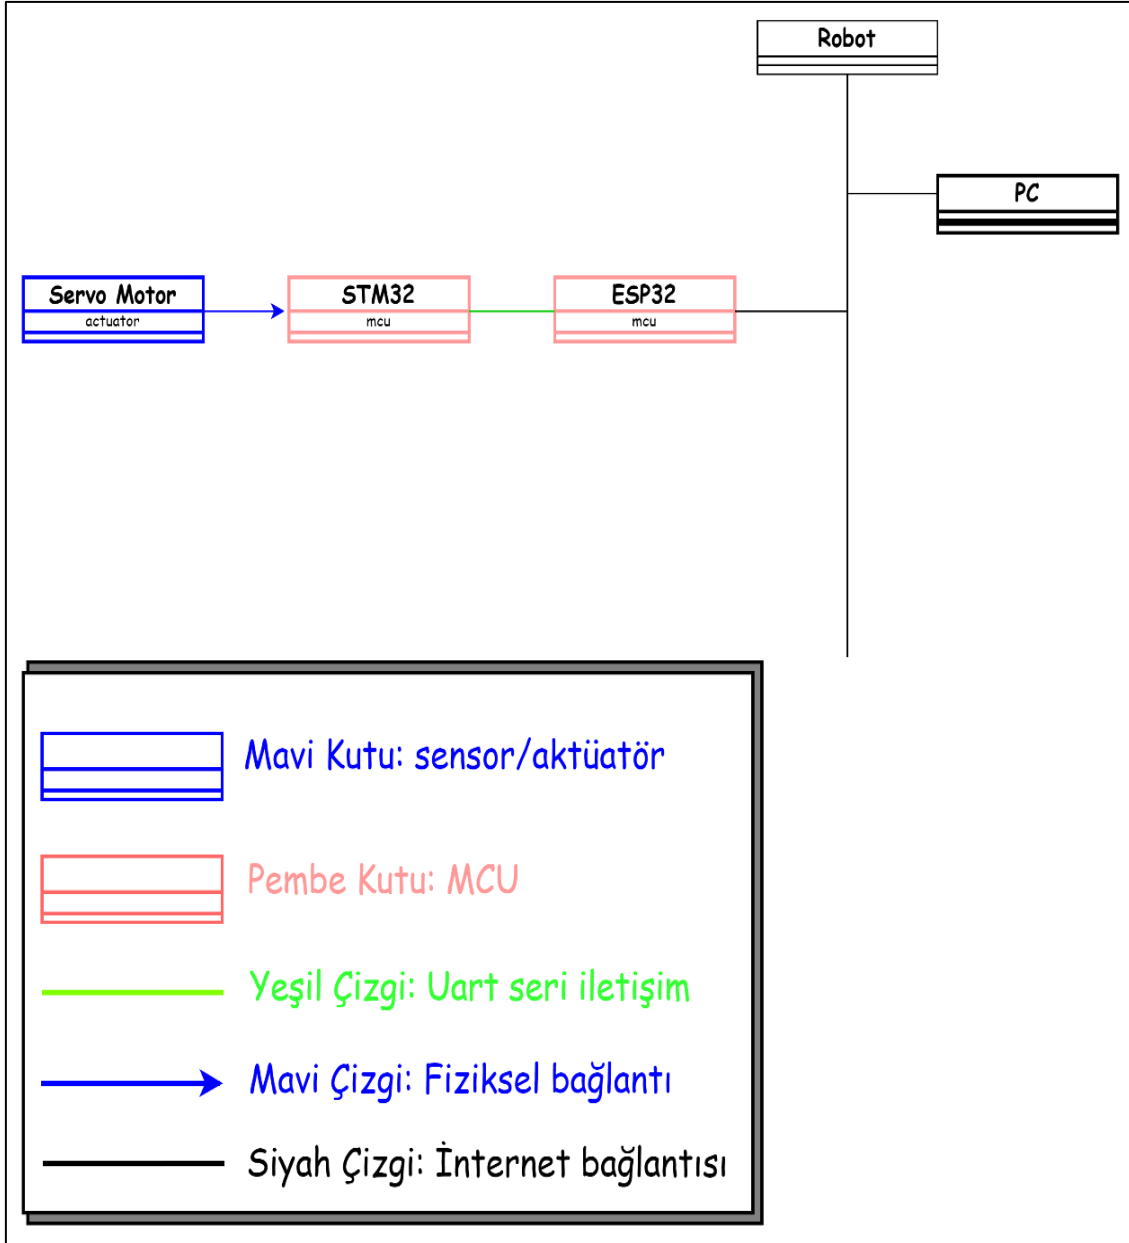 Robot
PC
Servo Motor
actuator
STM32
mcu
ESP32
mcu
Mavi Kutu: sensor/aktüatör
Pembe Kutu: MCU
Yeşil Çizgi: Uart seri iletişim
Mavi Çizgi: Fiziksel bağlantı
Siyah Çizgi: İnternet bağlantısı